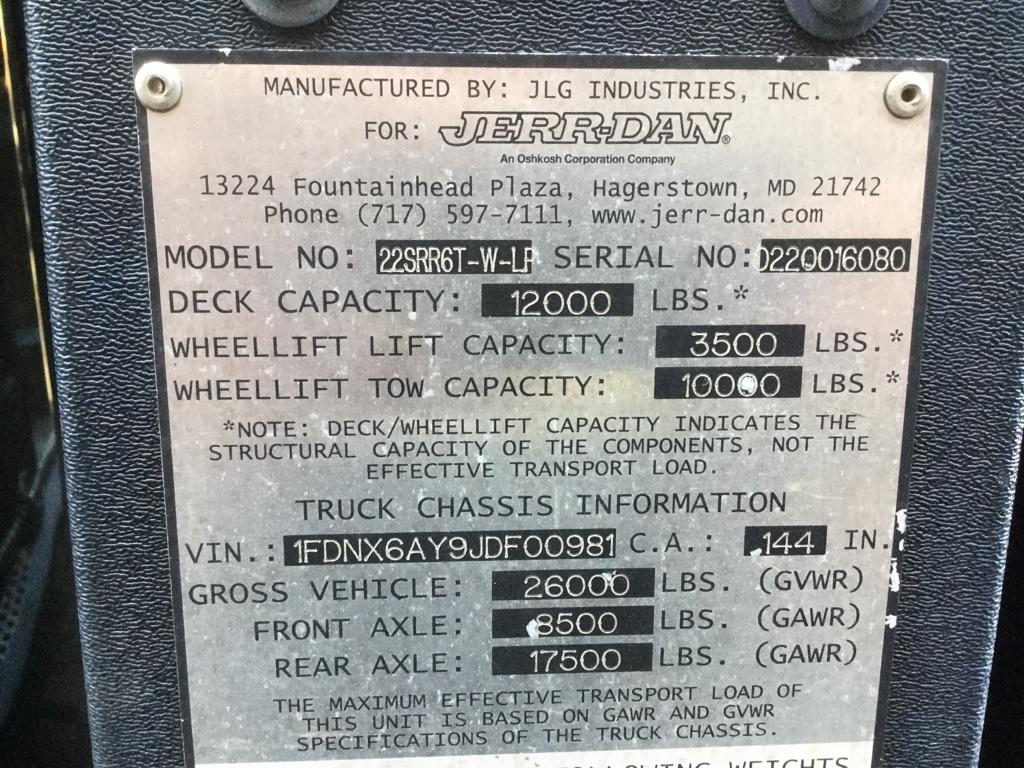 MANUFACTURED BY: JLG INDUSTRIES, INC.
FOR: JERR-DAN®
An Oshkosh Corporation Company
13224 Fountainhead Plaza, Hagerstown, MD 21742
Phone (717) 597-7111, www.jerr-dan.com
MODEL NO: 22SRR6T-W-LP SERIAL NO: 0220016080
DECK CAPACITY: 12000 LBS.*
WHEELLIFT LIFT CAPACITY: 3500 LBS.*
WHEELLIFT TOW CAPACITY: 10000 LBS.*
*NOTE: DECK/WHEELLIFT CAPACITY INDICATES THE
STRUCTURAL CAPACITY OF THE COMPONENTS, NOT THE
EFFECTIVE TRANSPORT LOAD.
TRUCK CHASSIS INFORMATION
VIN.: 1FDNX6AY9JDF00981 C.A.: 144 IN.
GROSS VEHICLE: 26000 LBS. (GVWR)
FRONT AXLE: 8500 LBS. (GAWR)
REAR AXLE: 17500 LBS. (GAWR)
THE MAXIMUM EFFECTIVE TRANSPORT LOAD OF
THIS UNIT IS BASED ON GAWR AND GVWR
SPECIFICATIONS OF THE TRUCK CHASSIS.